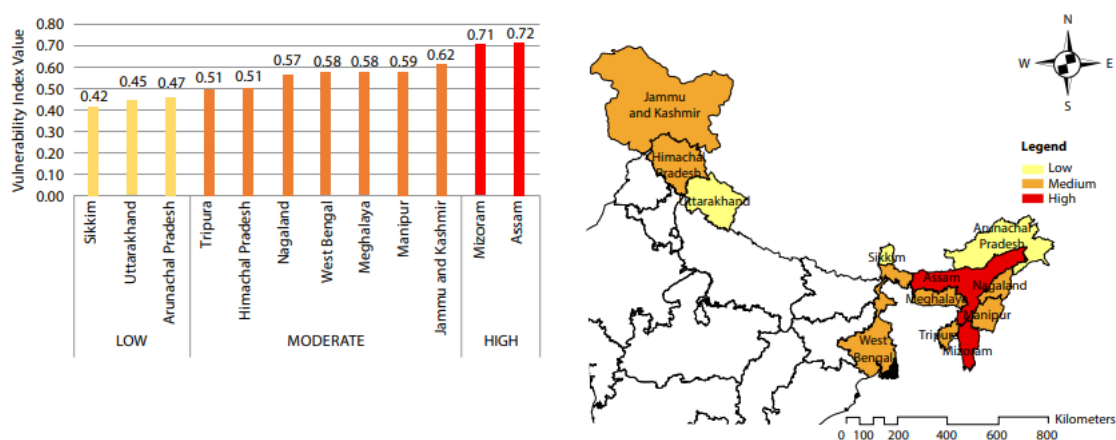 0.80
0.70
0.60
0.50
0.40
0.30
0.20
0.10
0.00
Vulnerability Index Value
0.42
0.45
0.47
0.51
0.51
0.57
0.58
0.58
0.59
0.62
0.71
0.72
Sikkim
Uttarakhand
Arunachal Pradesh
Tripura
Himachal Pradesh
Nagaland
West Bengal
Meghalaya
Manipur
Jammu and Kashmir
Mizoram
Assam
LOW
MODERATE
HIGH
N
W
E
S
Jammu
and Kashmir
Himachal
Pradesh
Uttarakhand
Legend
Low
Medium
High
Arunachal
Pradesh
Sikkim
Assam
Nagaland
Meghalaya
Manipur
Tripura
Mizoram
West
Bengal
Kilometers
0 100 200 400 600 800